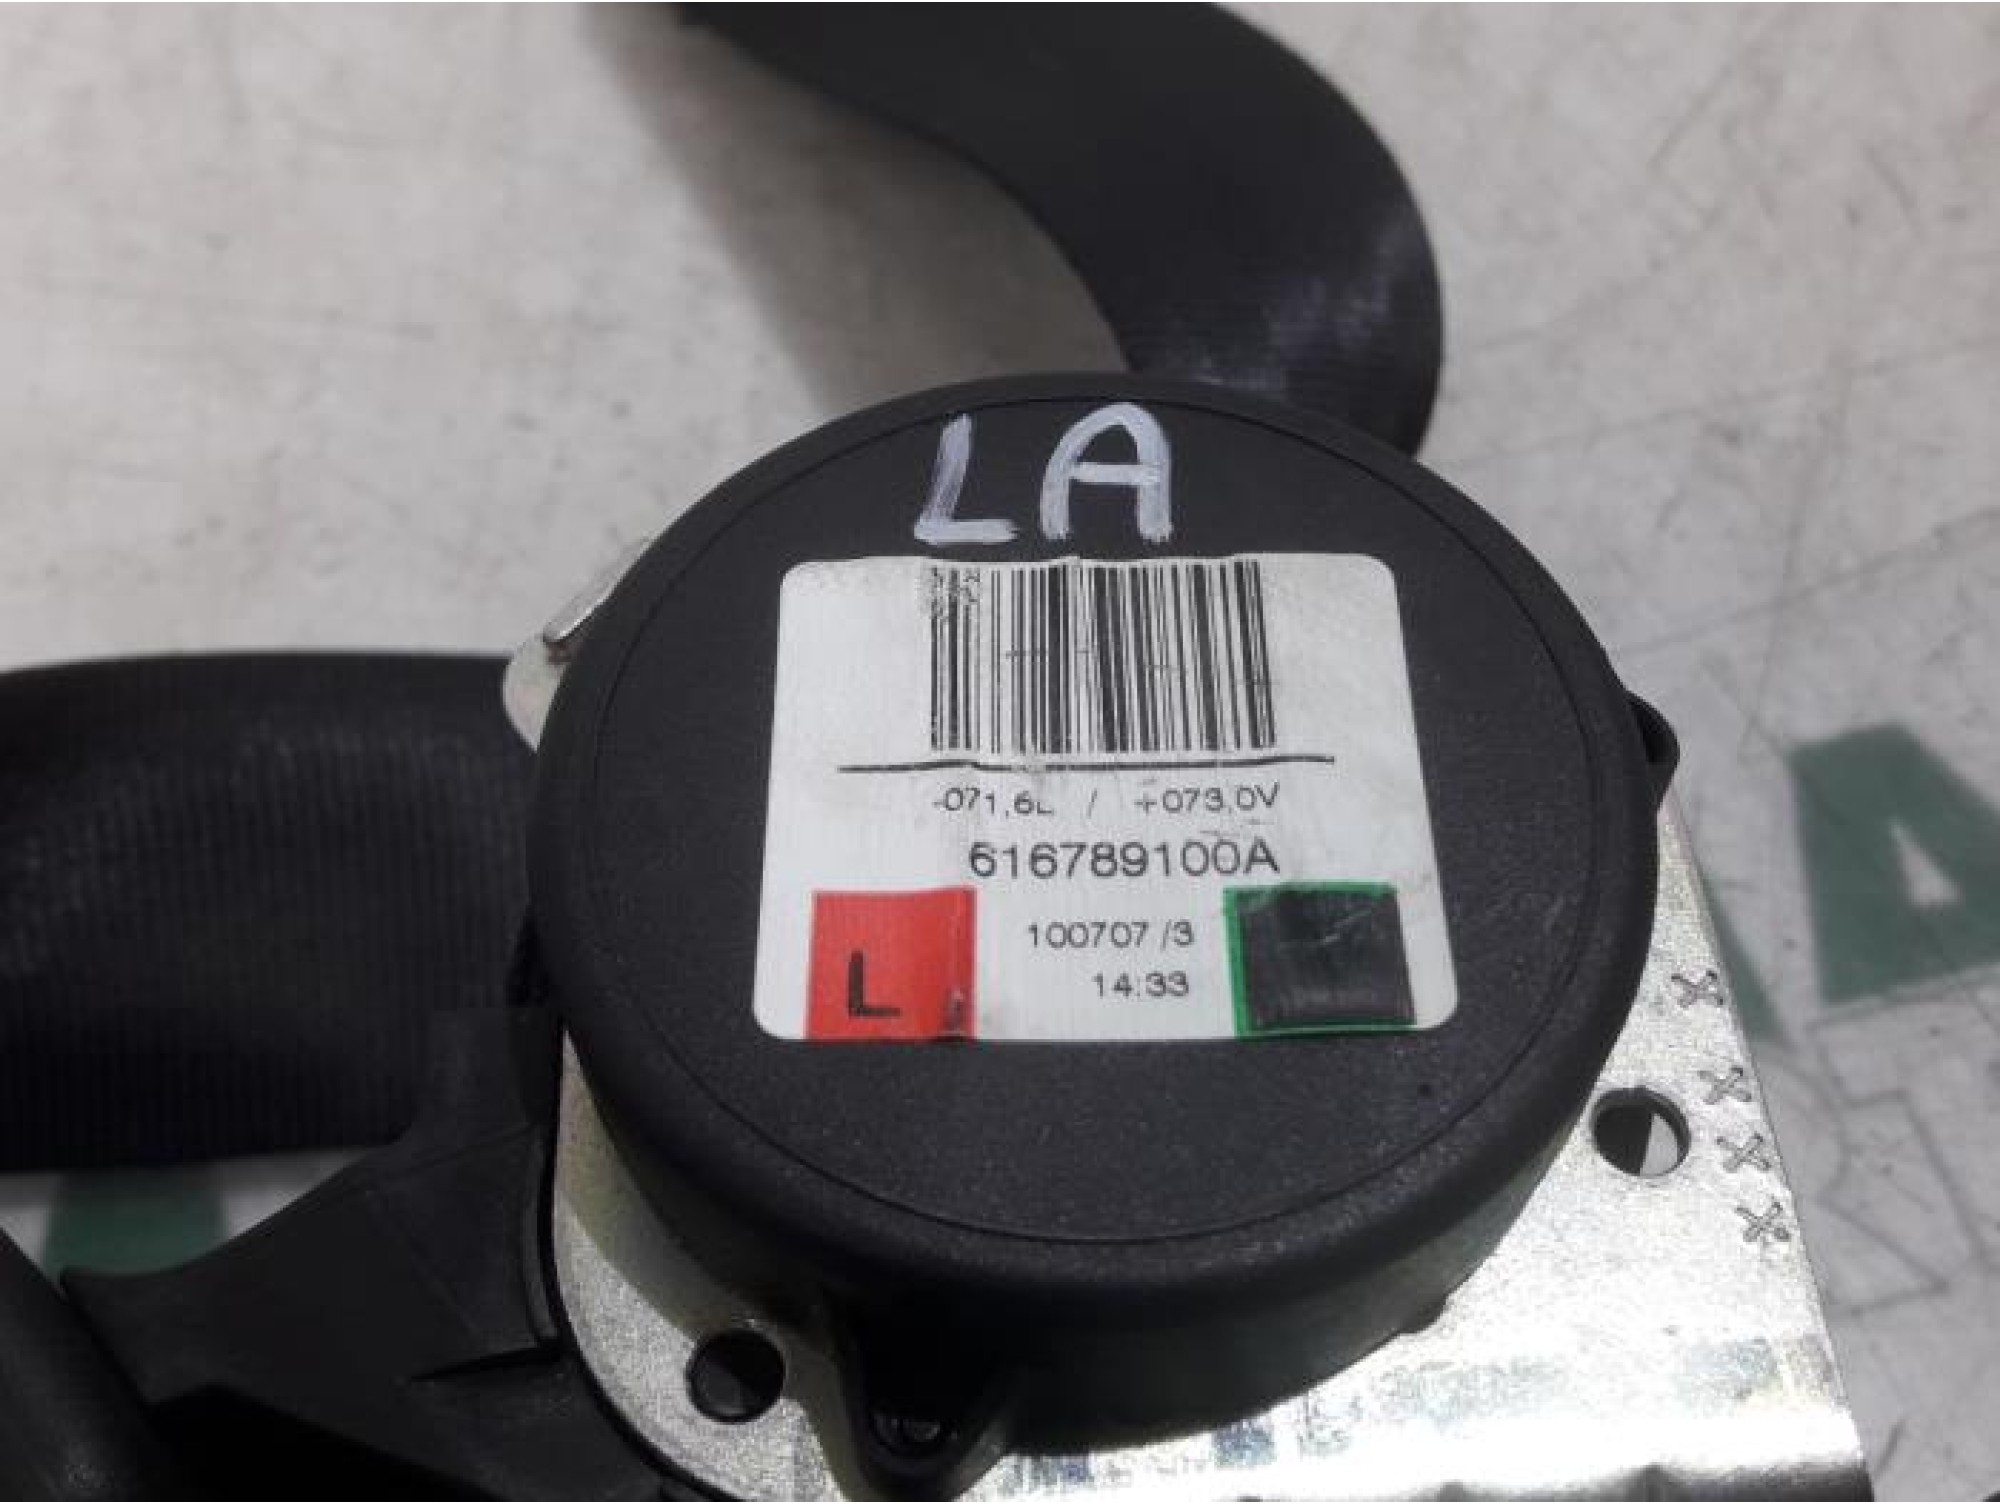 LA
-071,6L / +073,0V
616789100A
100707 /3
14:33
L